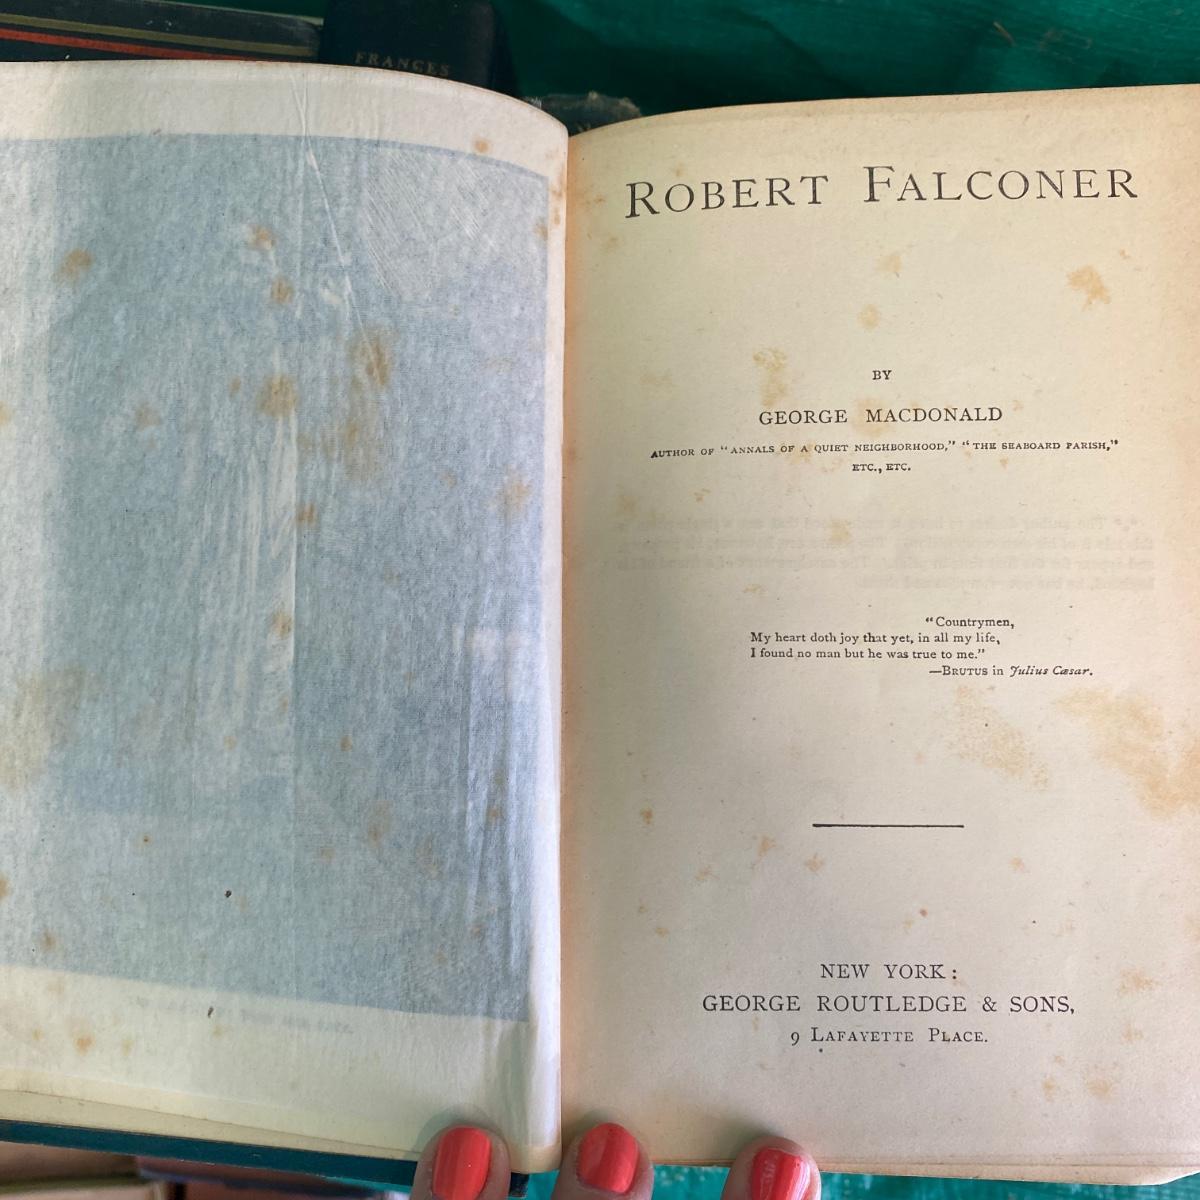 FRANCES
ROBERT FALCONER
BY
GEORGE MACDONALD
AUTHOR OF "ANNALS OF A QUIET NEIGHBORHOOD," "THE SEABOARD PARISH,"
ETC., ETC.
"Countrymen,
My heart doth joy that yet, in all my life,
I found no man but he was true to me."
—BRUTUS in Julius Cæsar.
NEW YORK:
GEORGE ROUTLEDGE & SONS,
9 LAFAYETTE PLACE.